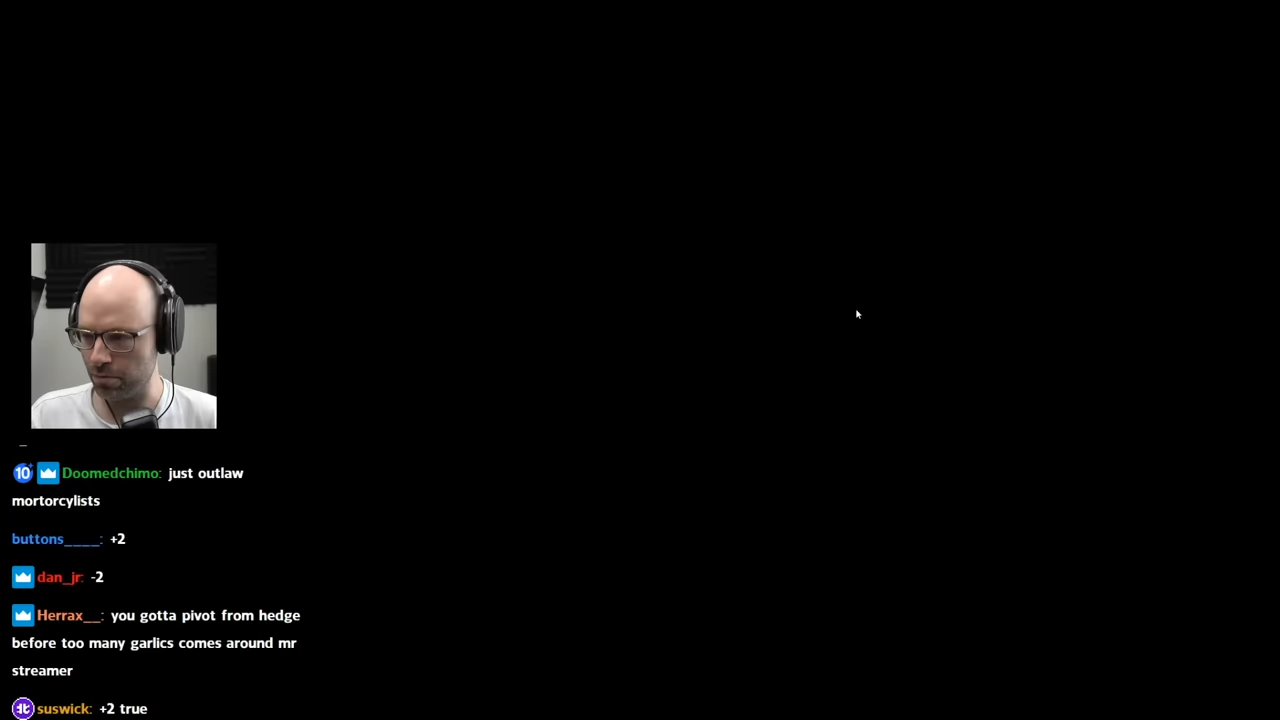 10 Doomedchimo: just outlaw
mortorcylists
buttons____: +2
dan_jr: -2
Herrax__: you gotta pivot from hedge
before too many garlics comes around mr
streamer
suswick: +2 true